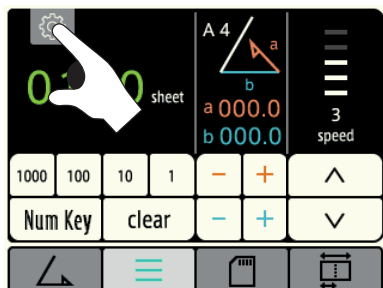 A 4
a
b
sheet
a 000.0
b 000.0
3
speed
1000 100 10 1 - + ^
Num Key clear - +